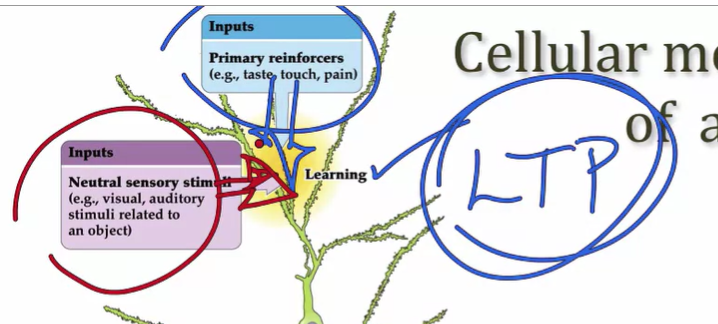 Inputs
Primary reinforcers
(e.g., taste, touch, pain)
Cellular
of
Inputs
Neutral sensory stimuli
(e.g., visual, auditory
stimuli related to
an object)
Learning
LTP